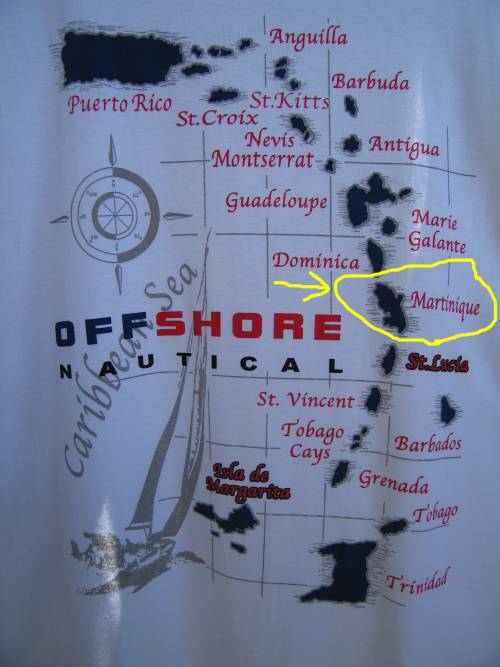 Anguilla
Puerto Rico
St.Kitts
Barbuda
St.Croix
Nevis
Antigua
Montserrat
Guadeloupe
Marie
Galante
Dominica
Martinique
Caribbean Sea
OFFSHORE
NAUTICAL
St.Lucia
St. Vincent
Tobago
Cays
Barbados
Isla de
Margarita
Grenada
Tobago
Trinidad